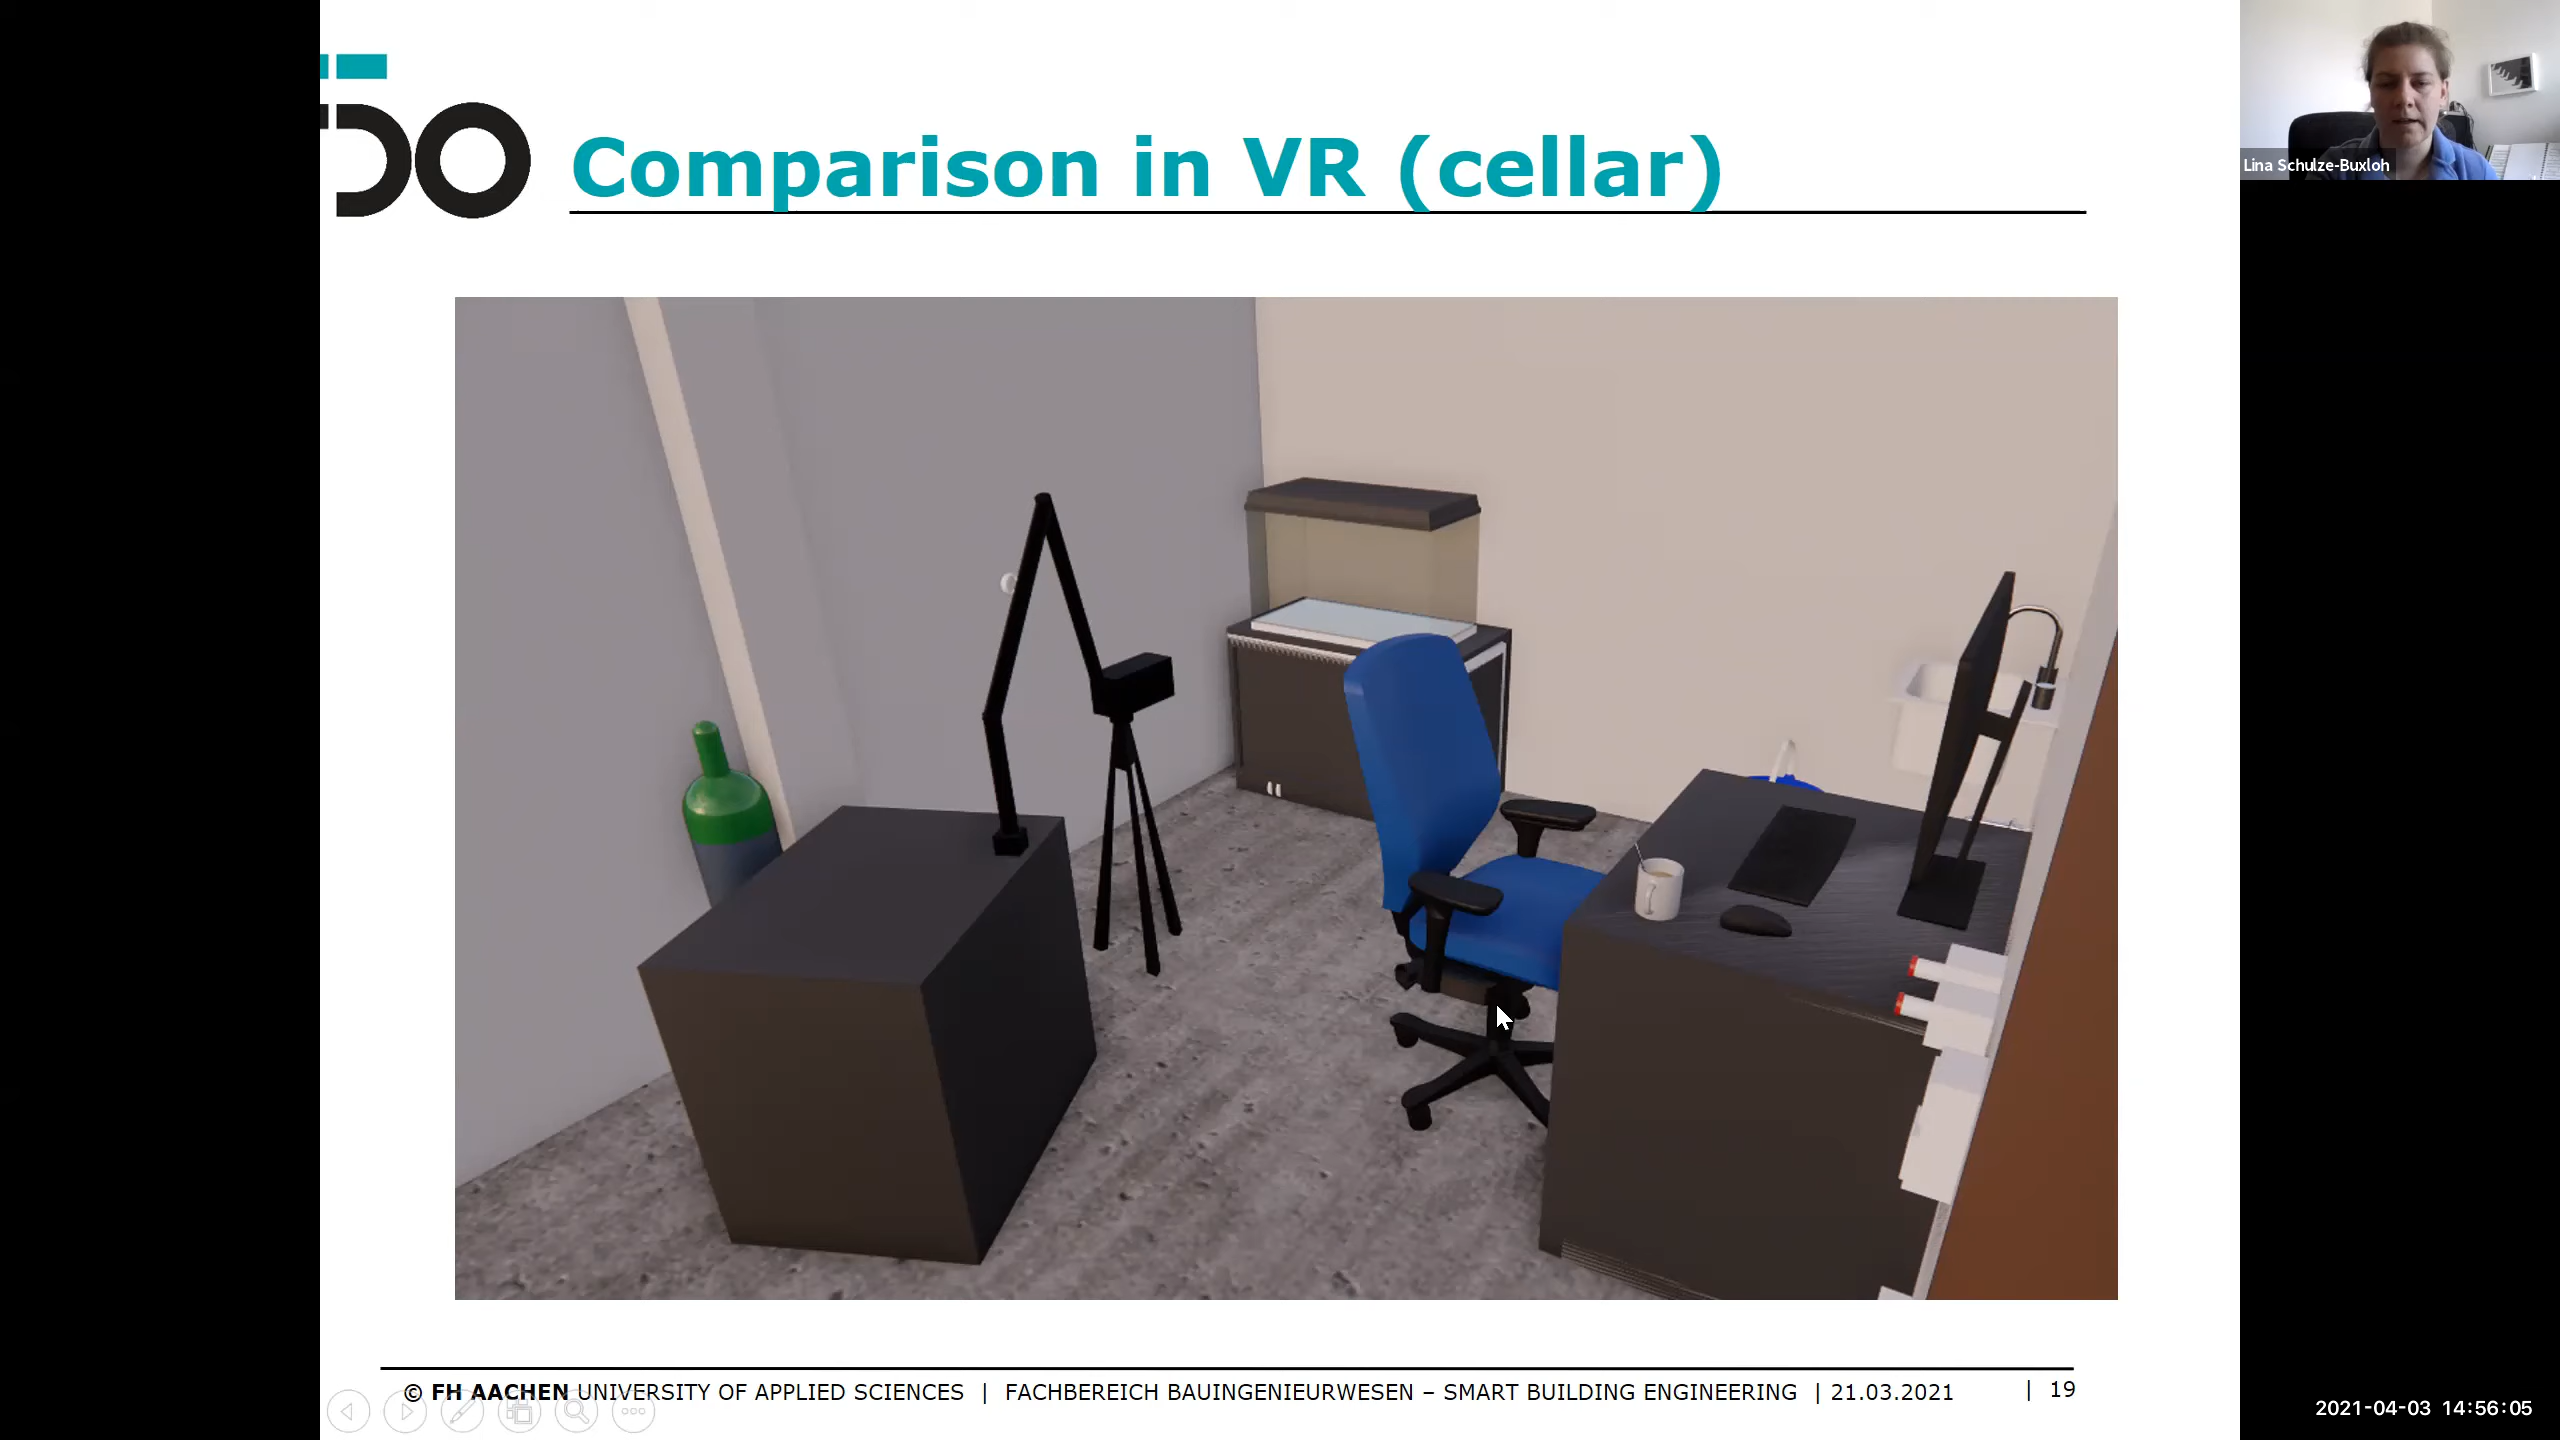 Comparison in VR (cellar)
Lina Schulze-Buxloh
© FH AACHEN UNIVERSITY OF APPLIED SCIENCES | FACHBEREICH BAUINGENIEURWESEN – SMART BUILDING ENGINEERING | 21.03.2021 | 19
2021-04-03 14:56:05